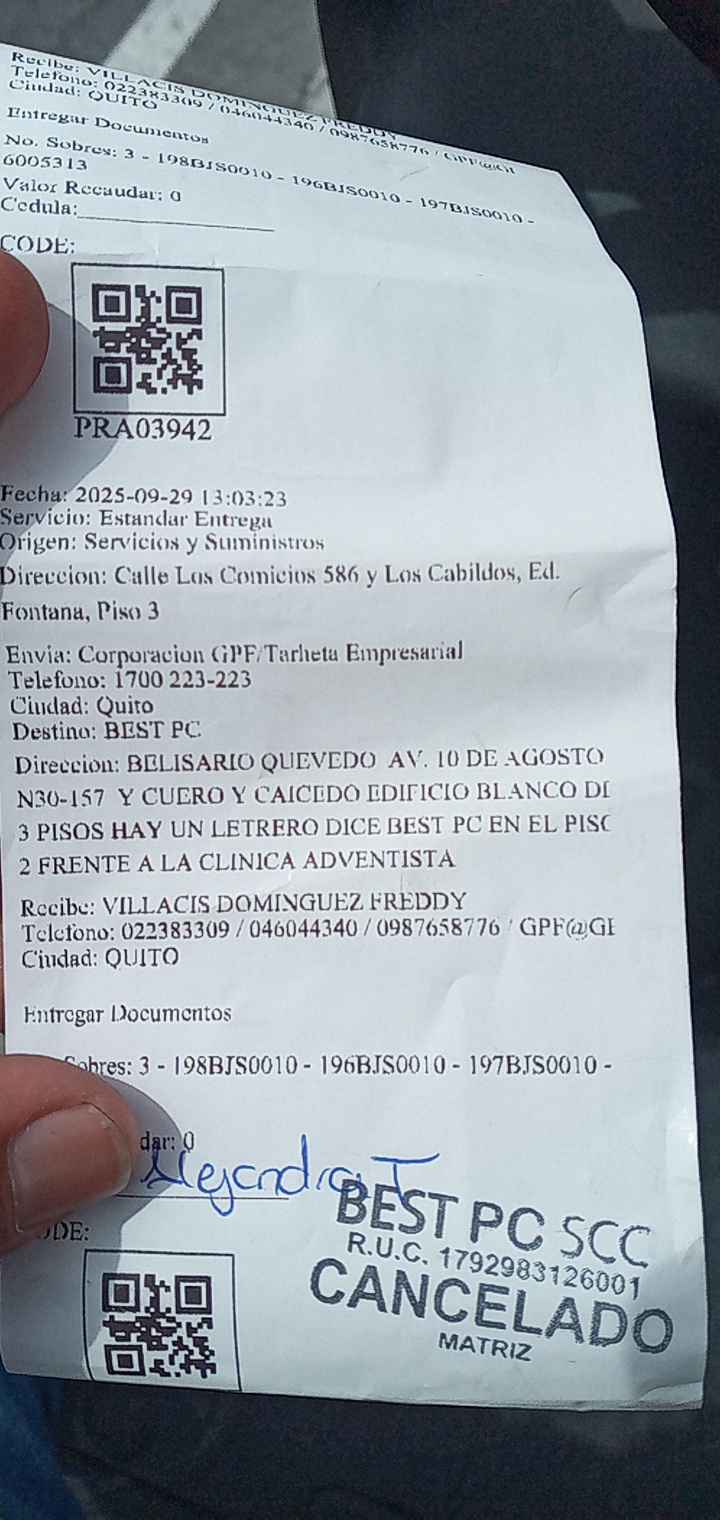 Recibe: VILLACIS DOMINGUEZ FREDDY
Telefono: 022383309 / 046044340 / 0987658776 / GPF@GI
Ciudad: QUITO
Entregar Documentos
No. Sobres: 3 - 198BJS0010 - 196BJS0010 - 197BJS0010 -
6005313
Valor Recaudar: 0
Cedula:
CODE:
PRA03942
Fecha: 2025-09-29 13:03:23
Servicio: Estandar Entrega
Origen: Servicios y Suministros
Direccion: Calle Los Comicios 586 y Los Cabildos, Ed.
Fontana, Piso 3
Envia: Corporacion GPF/Tarheta Empresarial
Telefono: 1700 223-223
Ciudad: Quito
Destino: BEST PC
Direccion: BELISARIO QUEVEDO AV. 10 DE AGOSTO
N30-157 Y CUERO Y CAICEDO EDIFICIO BLANCO DE
3 PISOS HAY UN LETRERO DICE BEST PC EN EL PISO
2 FRENTE A LA CLINICA ADVENTISTA
Recibe: VILLACIS DOMINGUEZ FREDDY
Telefono: 022383309 / 046044340 / 0987658776 / GPF@GI
Ciudad: QUITO
Entregar Documentos
Sobres: 3 - 198BJS0010 - 196BJS0010 - 197BJS0010 -
dar: 0
Alejandra T
ODE:
BEST PC SCC
R.U.C. 1792983126001
CANCELADO
MATRIZ